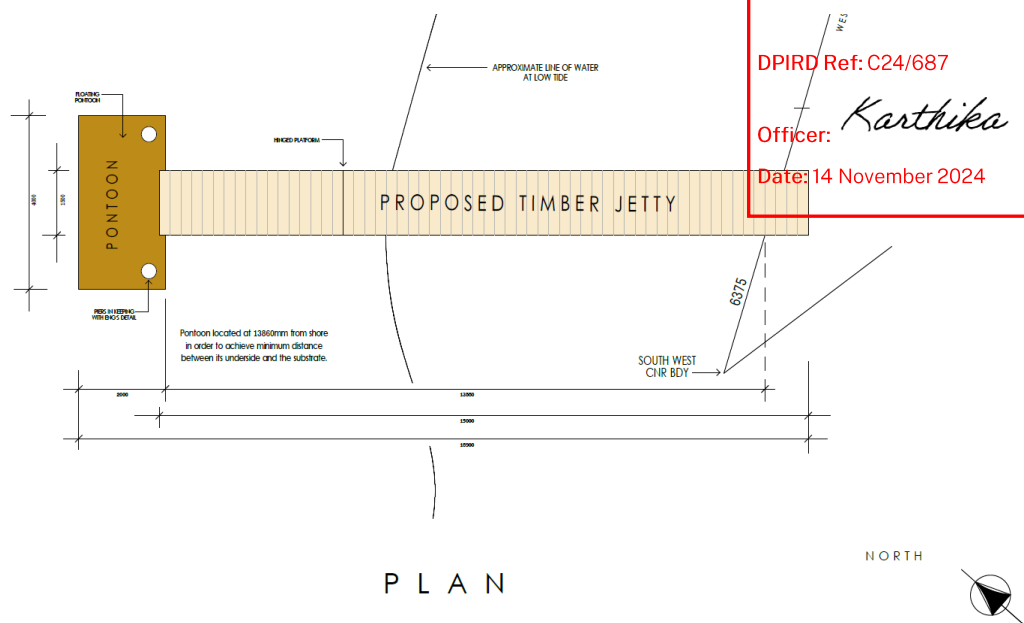 WES
DPIRD Ref: C24/687
Karthika
Officer:
Date: 14 November 2024
APPROXIMATE LINE OF WATER
AT LOW TIDE
FLOATING
PONTOON
HINGED PLATFORM
PONTOON
PROPOSED TIMBER JETTY
1500
PIERS IN KEEPING
WITH ENG'S DETAIL
6375
Pontoon located at 13860mm from shore
in order to achieve minimum distance
between its underside and the substrate.
SOUTH WEST
CNR BDY
2000
15000
PLAN
NORTH